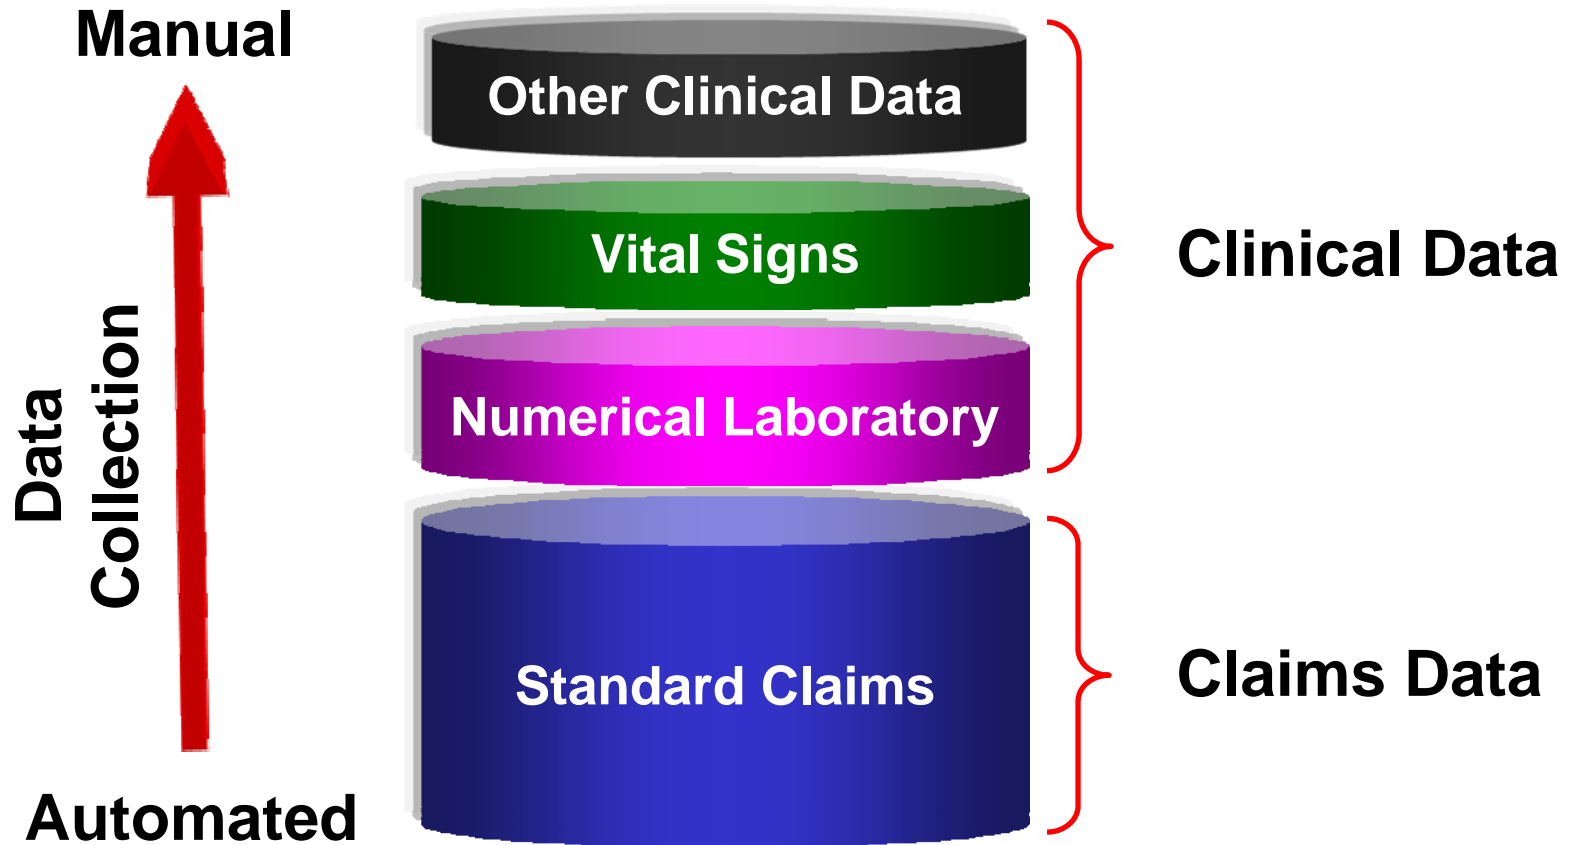 Manual
Data
Collection
Automated
Other Clinical Data
Vital Signs
Numerical Laboratory
Standard Claims
Clinical Data
Claims Data